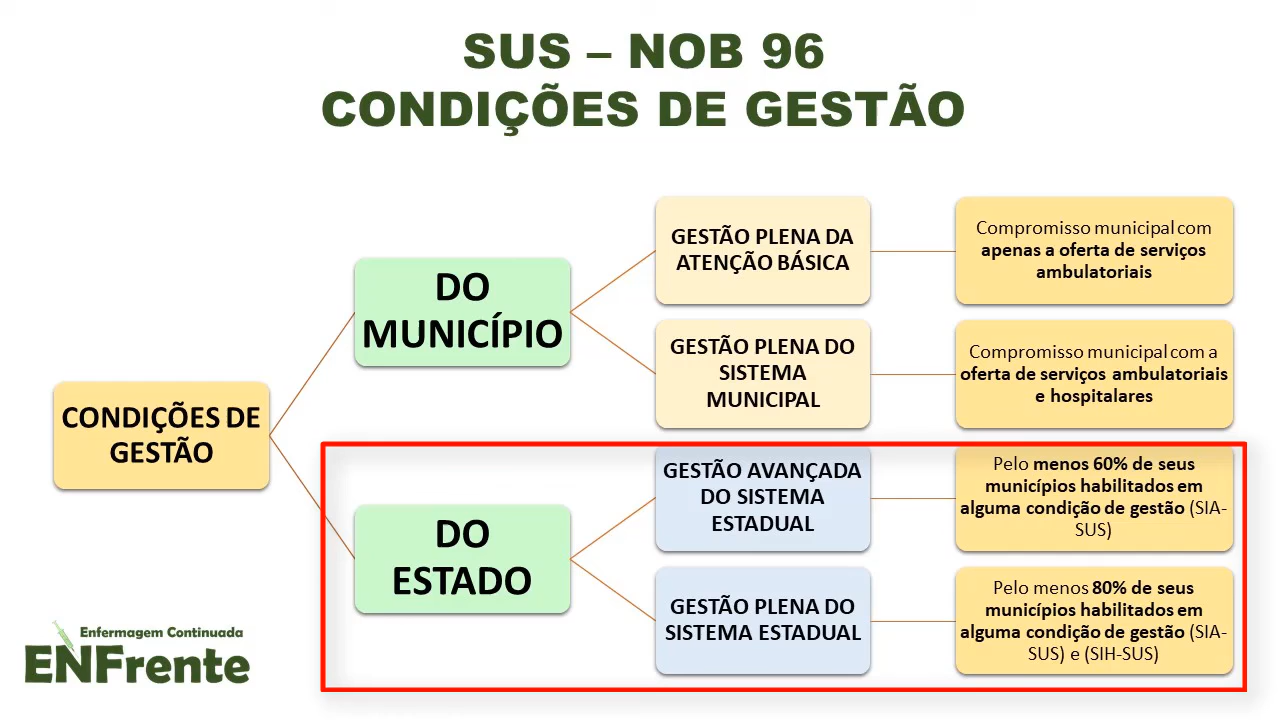 SUS – NOB 96
CONDIÇÕES DE GESTÃO
CONDIÇÕES DE
GESTÃO
DO
MUNICÍPIO
GESTÃO PLENA DA
ATENÇÃO BÁSICA
Compromisso municipal com
apenas a oferta de serviços
ambulatoriais
GESTÃO PLENA DO
SISTEMA
MUNICIPAL
Compromisso municipal com a
oferta de serviços ambulatoriais
e hospitalares
DO
ESTADO
GESTÃO AVANÇADA
DO SISTEMA
ESTADUAL
Pelo menos 60% de seus
municípios habilitados em
alguma condição de gestão (SIA-
SUS)
GESTÃO PLENA DO
SISTEMA ESTADUAL
Pelo menos 80% de seus
municípios habilitados em
alguma condição de gestão (SIA-
SUS) e (SIH-SUS)
Enfermagem Continuada
ENFrente